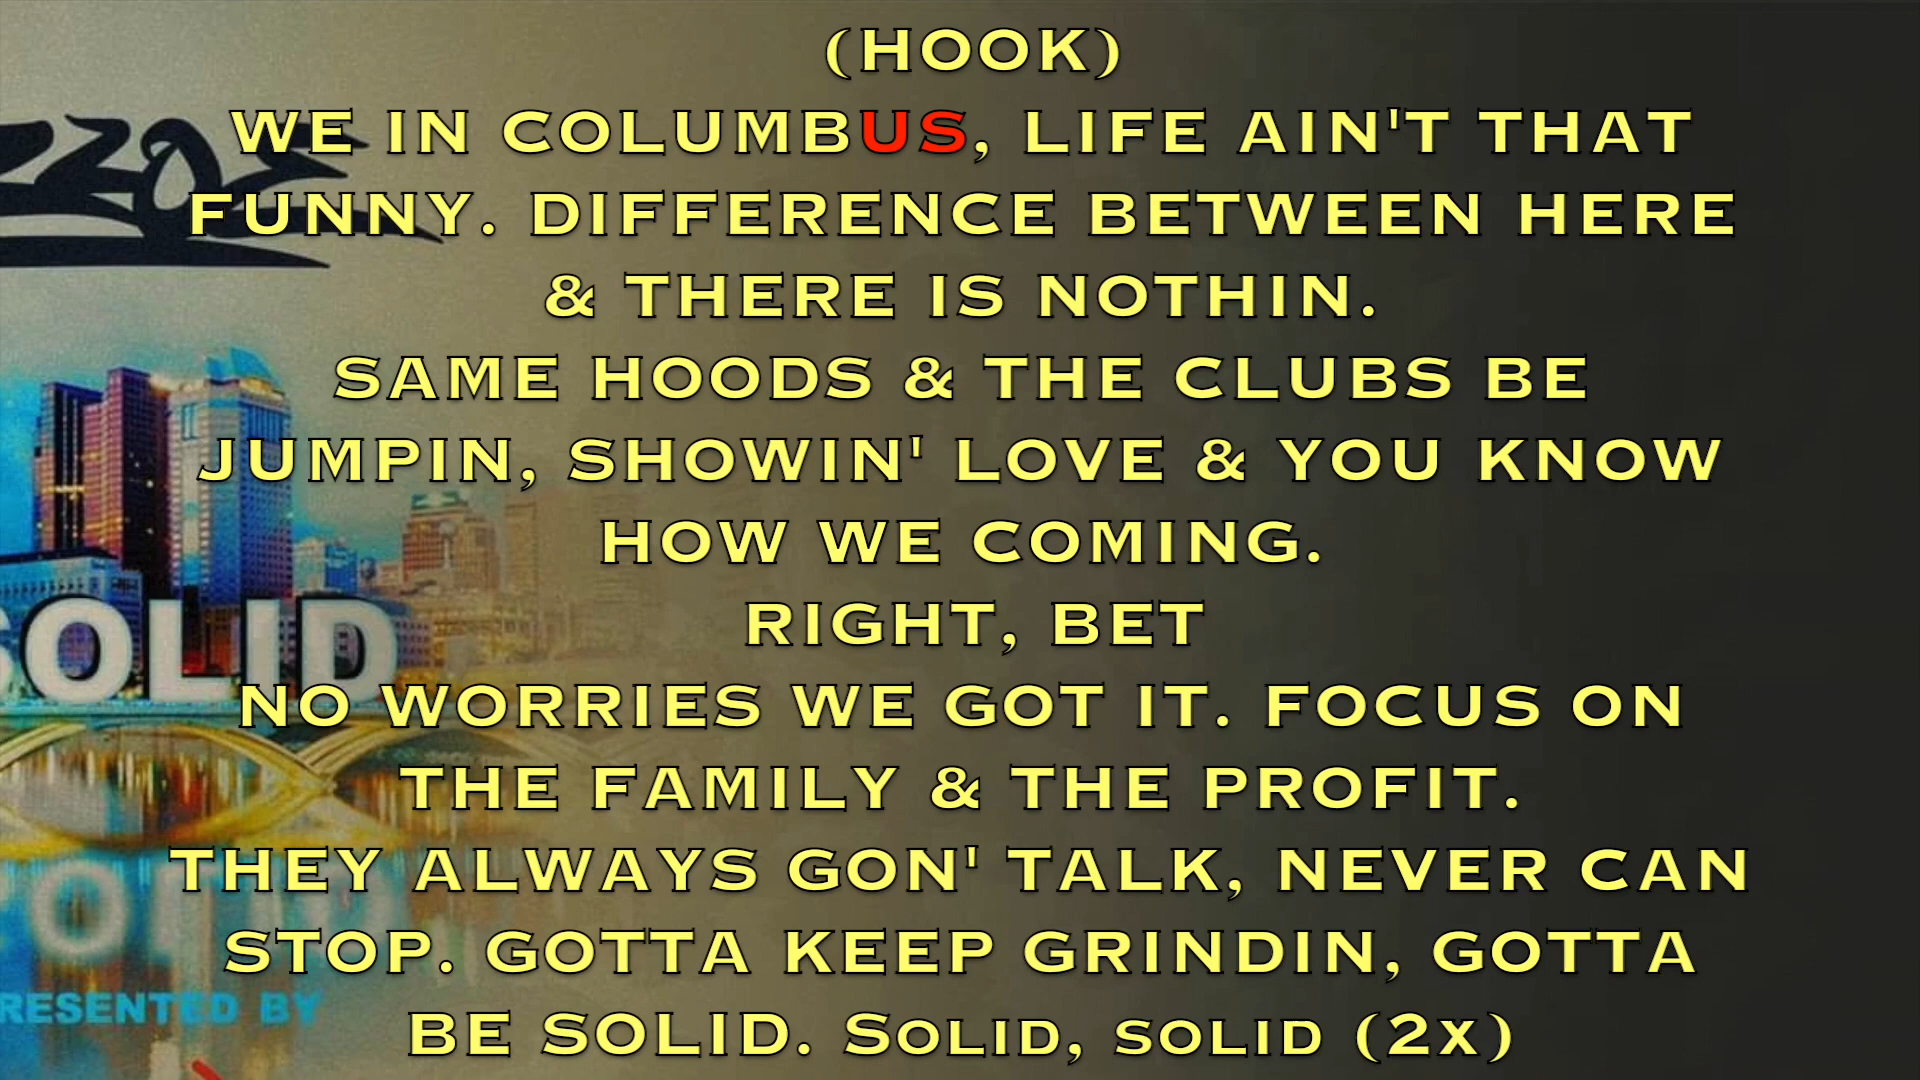 (HOOK)
WE IN COLUMBUS, LIFE AIN'T THAT
FUNNY. DIFFERENCE BETWEEN HERE
& THERE IS NOTHIN.
SAME HOODS & THE CLUBS BE
JUMPIN, SHOWIN' LOVE & YOU KNOW
HOW WE COMING.
RIGHT, BET
NO WORRIES WE GOT IT. FOCUS ON
THE FAMILY & THE PROFIT.
THEY ALWAYS GON' TALK, NEVER CAN
STOP. GOTTA KEEP GRINDIN, GOTTA
BE SOLID. SOLID, SOLID (2X)
SOLID
RESENTED BY